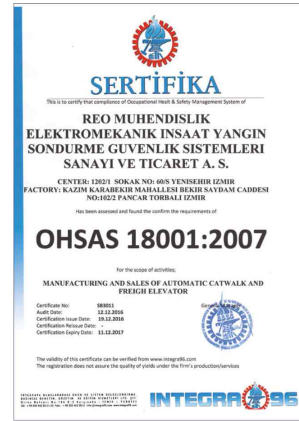 SERTİFİKA
This is to certify that compliance of Occupational Healt & Safety Management System of
REO MUHENDISLIK
ELEKTROMEKANIK INSAAT YANGIN
SONDURME GUVENLIK SISTEMLERI
SANAYI VE TICARET A. S.
CENTER: 1202/1 SOKAK NO: 60/S YENISEHIR IZMIR
FACTORY: KAZIM KARABEKIR MAHALLESI BEKIR SAYDAM CADDESI
NO:102/2 PANCAR TORBALI IZMIR
Has been assessed and found the confirm the requirements of
OHSAS 18001:2007
For the scope of activities;
MANUFACTURING AND SALES OF AUTOMATIC CATWALK AND
FREIGH ELEVATOR
Certificate No: SB3011
Audit Date: 12.12.2016
Certification Issue Date: 19.12.2016
Certification Reissue Date: -
Certification Expiry Date: 11.12.2017
The validity of this certificate can be verified from www.integra96.com
The registration does not assure the quality of yields under the firm's production/services
INTEGRA 96